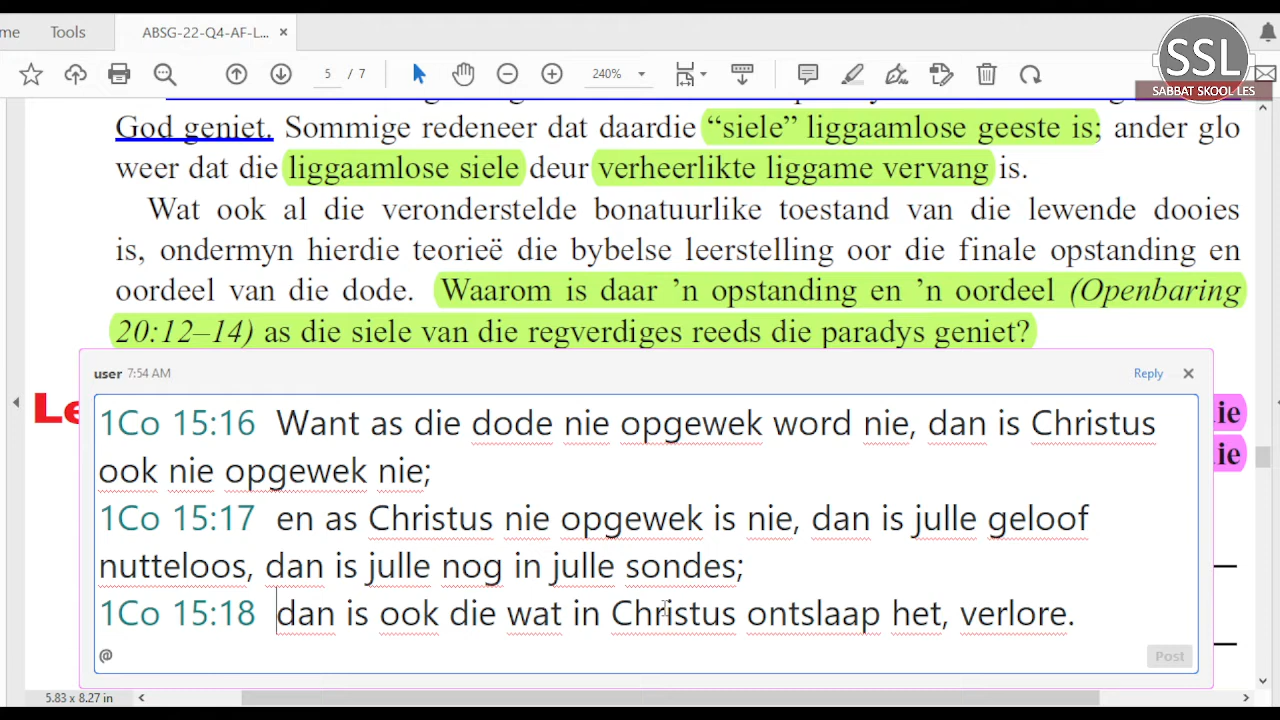 me
Tools
ABSG-22-Q4-AF-L...
SSL
SABBAT SKOOL LES
5 / 7
240%
God geniet. Sommige redeneer dat daardie “siele” liggaamlose geeste is; ander glo
weer dat die liggaamlose siele deur verheerlikte liggame vervang is.
Wat ook al die veronderstelde bonatuurlike toestand van die lewende dooies
is, ondermyn hierdie teorieë die bybelse leerstelling oor die finale opstanding en
oordeel van die dode. Waarom is daar ’n opstanding en ’n oordeel (Openbaring
20:12–14) as die siele van die regverdiges reeds die paradys geniet?
user 7:54 AM
Reply
Le
ie
ie
1Co 15:16 Want as die dode nie opgewek word nie, dan is Christus
ook nie opgewek nie;
1Co 15:17 en as Christus nie opgewek is nie, dan is julle geloof
nutteloos, dan is julle nog in julle sondes;
1Co 15:18 dan is ook die wat in Christus ontslaap het, verlore.
@
Post
5.83 x 8.27 in